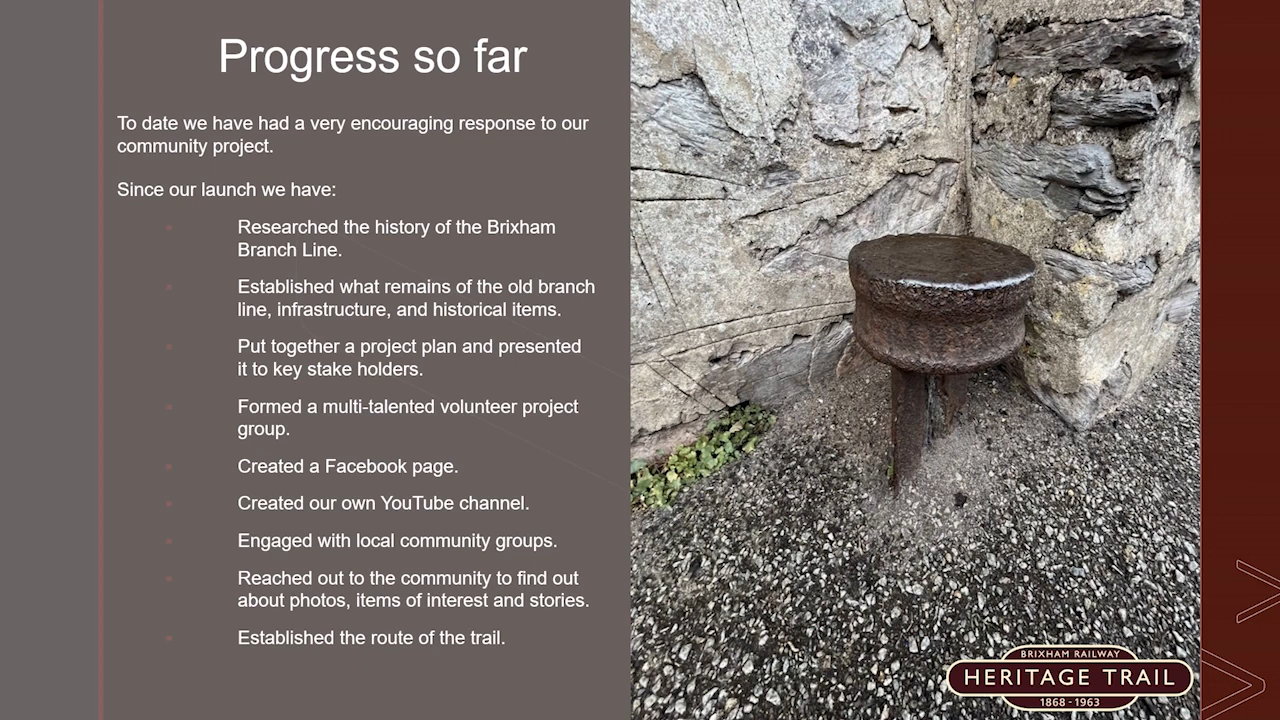 Progress so far
To date we have had a very encouraging response to our
community project.
Since our launch we have:
Researched the history of the Brixham
Branch Line.
Established what remains of the old branch
line, infrastructure, and historical items.
Put together a project plan and presented
it to key stake holders.
Formed a multi-talented volunteer project
group.
Created a Facebook page.
Created our own YouTube channel.
Engaged with local community groups.
Reached out to the community to find out
about photos, items of interest and stories.
Established the route of the trail.
BRIXHAM RAILWAY
HERITAGE TRAIL
1868 - 1963